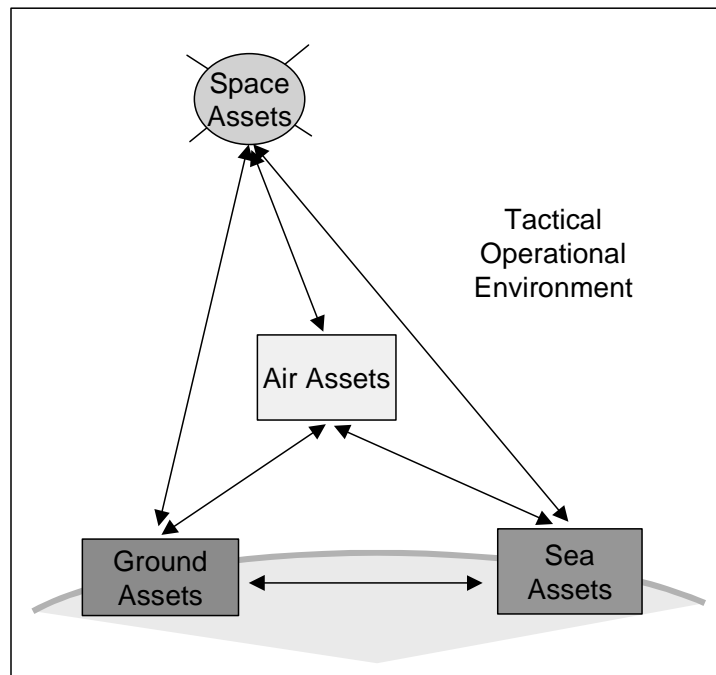 Space
Assets
Tactical
Operational
Environment
Air Assets
Ground
Assets
Sea
Assets